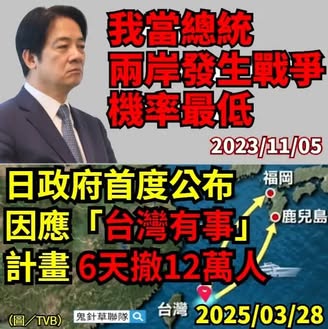 我當總統
兩岸發生戰爭
機率最低
2023/11/05
日政府首度公布
因應「台灣有事」
計畫 6天撤12萬人
福岡
鹿兒島
台灣
(圖／TVB)
鬼針草聯隊
2025/03/28